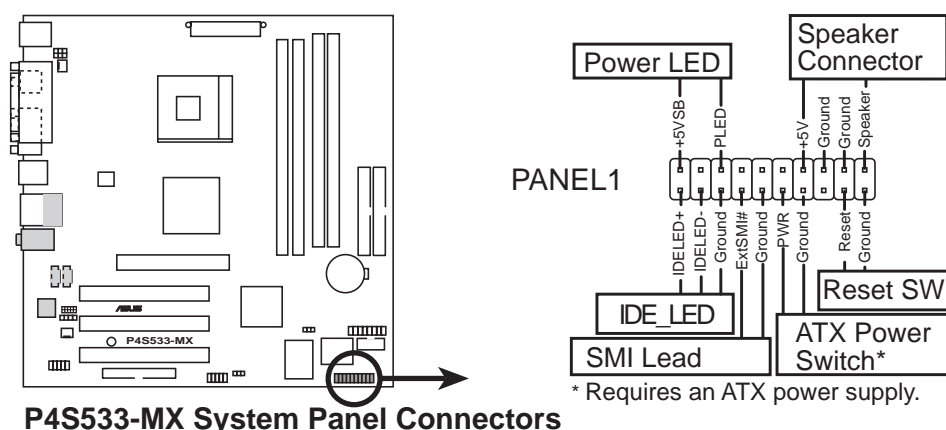 Speaker
Connector
Power LED
+5VSB
PLED
+5V
Ground
Ground
Speaker
PANEL1
IDELED+
IDELED-
Ground
ExtSMI#
Ground
PWR
Ground
Reset
Ground
Reset SW
IDE_LED
ATX Power
Switch*
SMI Lead
* Requires an ATX power supply.
ASUS
P4S533-MX
P4S533-MX System Panel Connectors